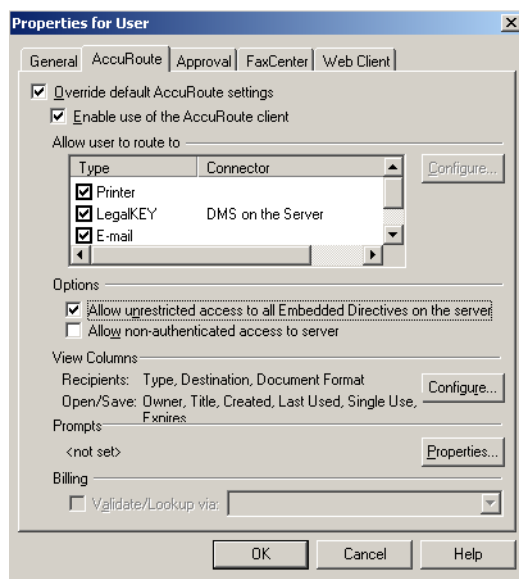 Properties for User
General AccuRoute Approval FaxCenter Web Client
Override default AccuRoute settings
Enable use of the AccuRoute client
Allow user to route to
Type Connector
Configure...
Printer
LegalKEY DMS on the Server
E-mail
Options
Allow unrestricted access to all Embedded Directives on the server
Allow non-authenticated access to server
View Columns
Recipients: Type, Destination, Document Format
Configure...
Open/Save: Owner, Title, Created, Last Used, Single Use,
Expires
Prompts
<not set>
Properties...
Billing
Validate/Lookup via:
OK Cancel Help